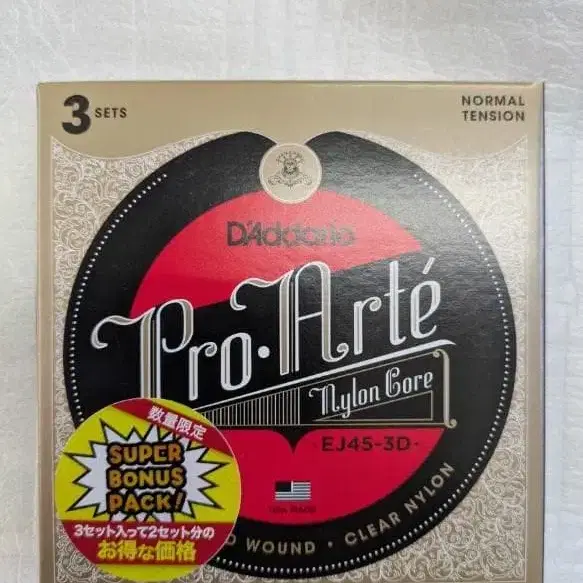 3 SETS
NORMAL
TENSION
D'Addario
Pro·Arté
Nylon Core
·EJ45-3D·
WOUND · CLEAR NYLON
数量限定
SUPER
BONUS
PACK!
3セット入って2セット分の
お得な価格